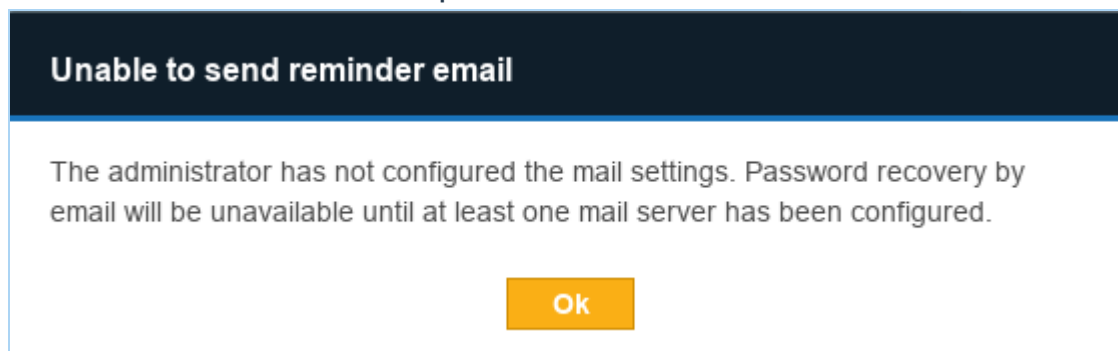 Unable to send reminder email
The administrator has not configured the mail settings. Password recovery by
email will be unavailable until at least one mail server has been configured.
Ok